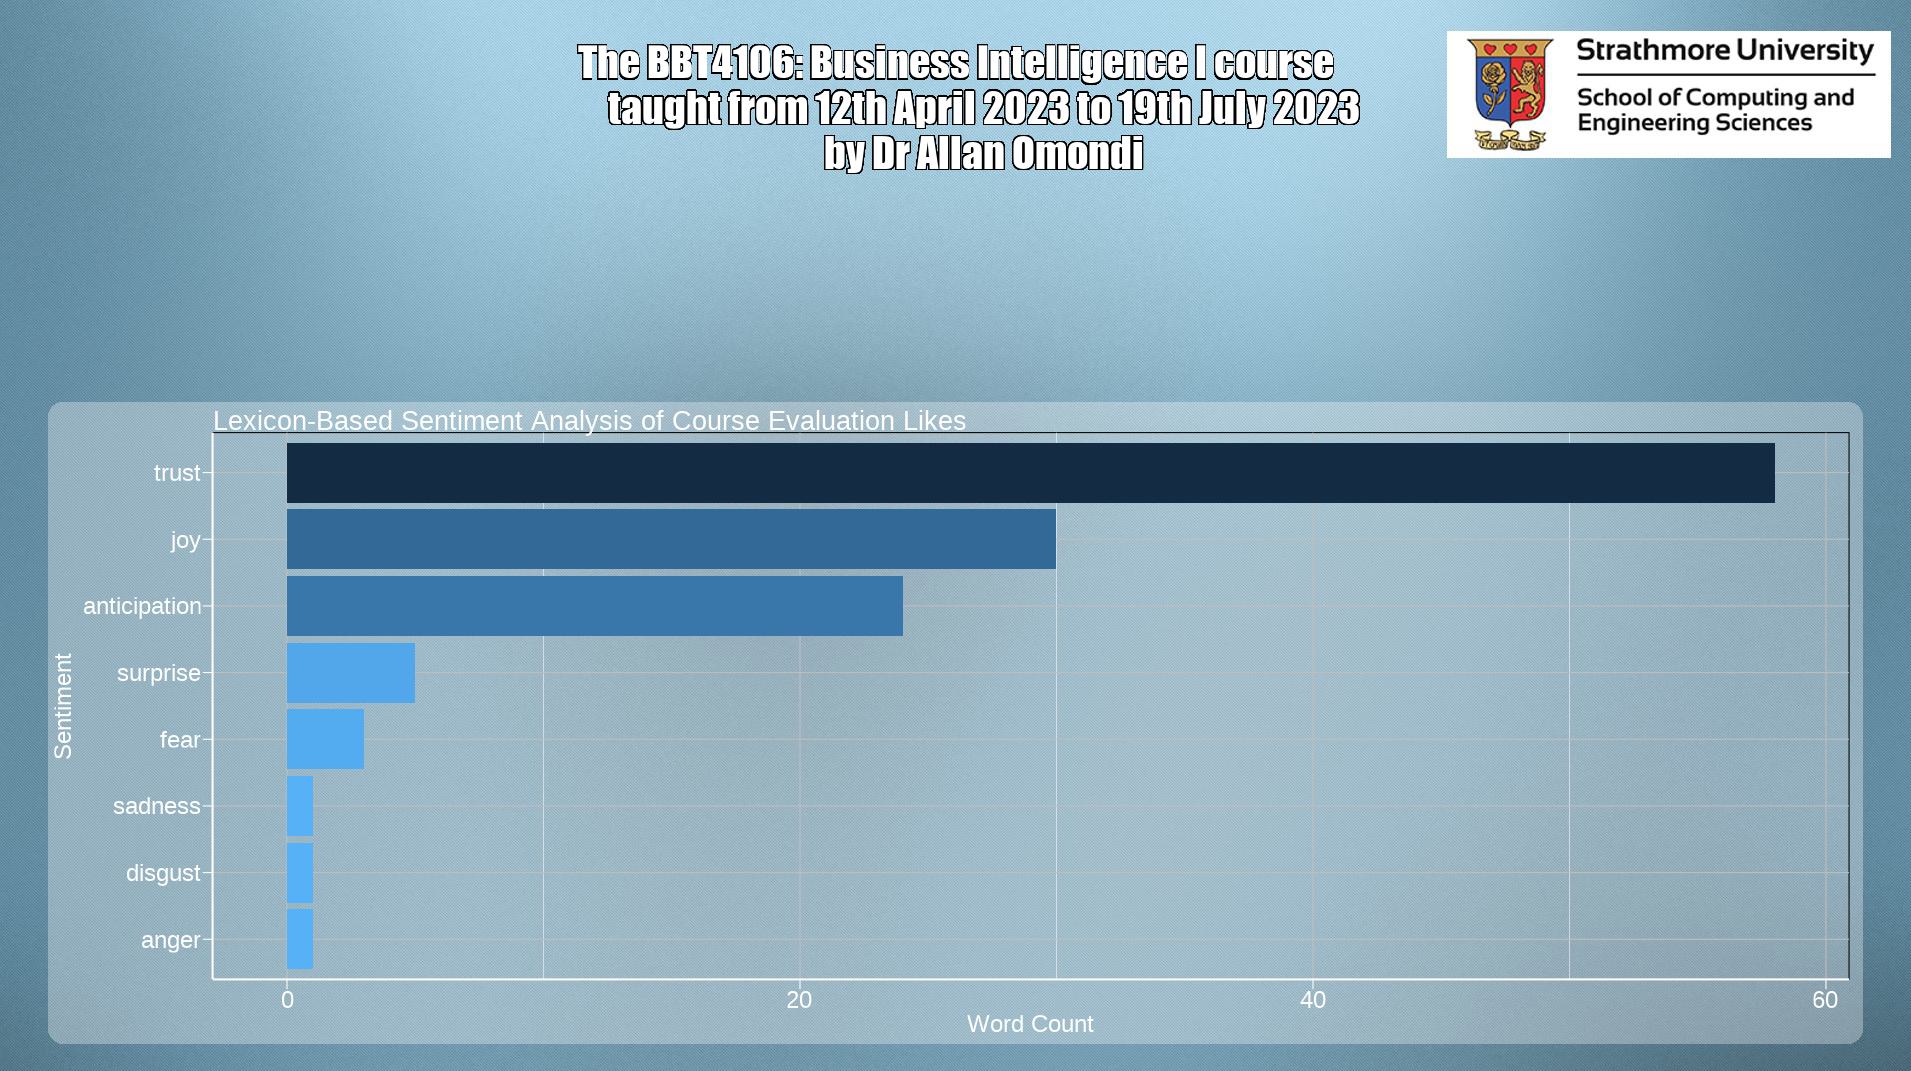 The BBT4106: Business Intelligence I course
taught from 12th April 2023 to 19th July 2023
by Dr Allan Omondi
Strathmore University
School of Computing and
Engineering Sciences
Lexicon-Based Sentiment Analysis of Course Evaluation Likes
Sentiment
trust
joy
anticipation
surprise
fear
sadness
disgust
anger
0 20 40 60
Word Count